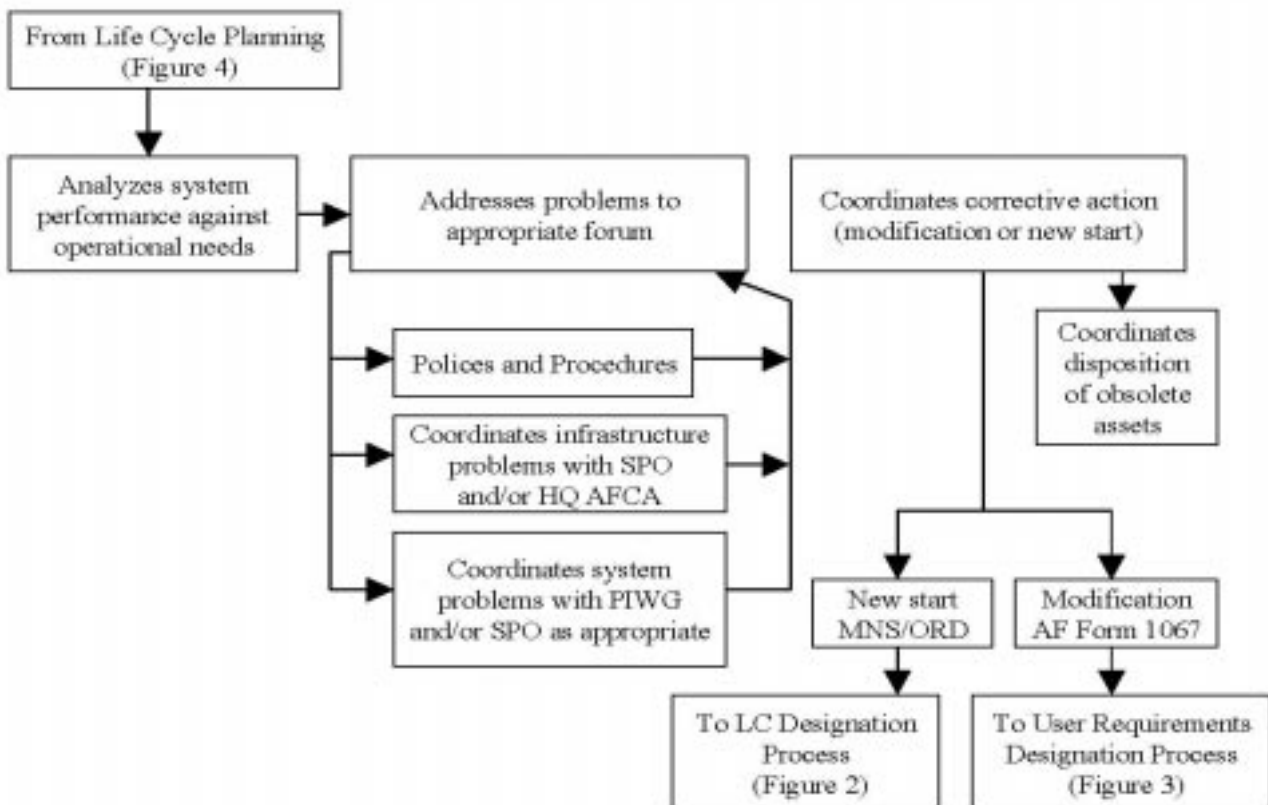 From Life Cycle Planning
(Figure 4)
Analyzes system
performance against
operational needs
Addresses problems to
appropriate forum
Coordinates corrective action
(modification or new start)
Polices and Procedures
Coordinates infrastructure
problems with SPO
and/or HQ AFCA
Coordinates system
problems with PIWG
and/or SPO as appropriate
Coordinates
disposition
of obsolete
assets
New start
MNS/ORD
Modification
AF Form 1067
To LC Designation
Process
(Figure 2)
To User Requirements
Designation Process
(Figure 3)